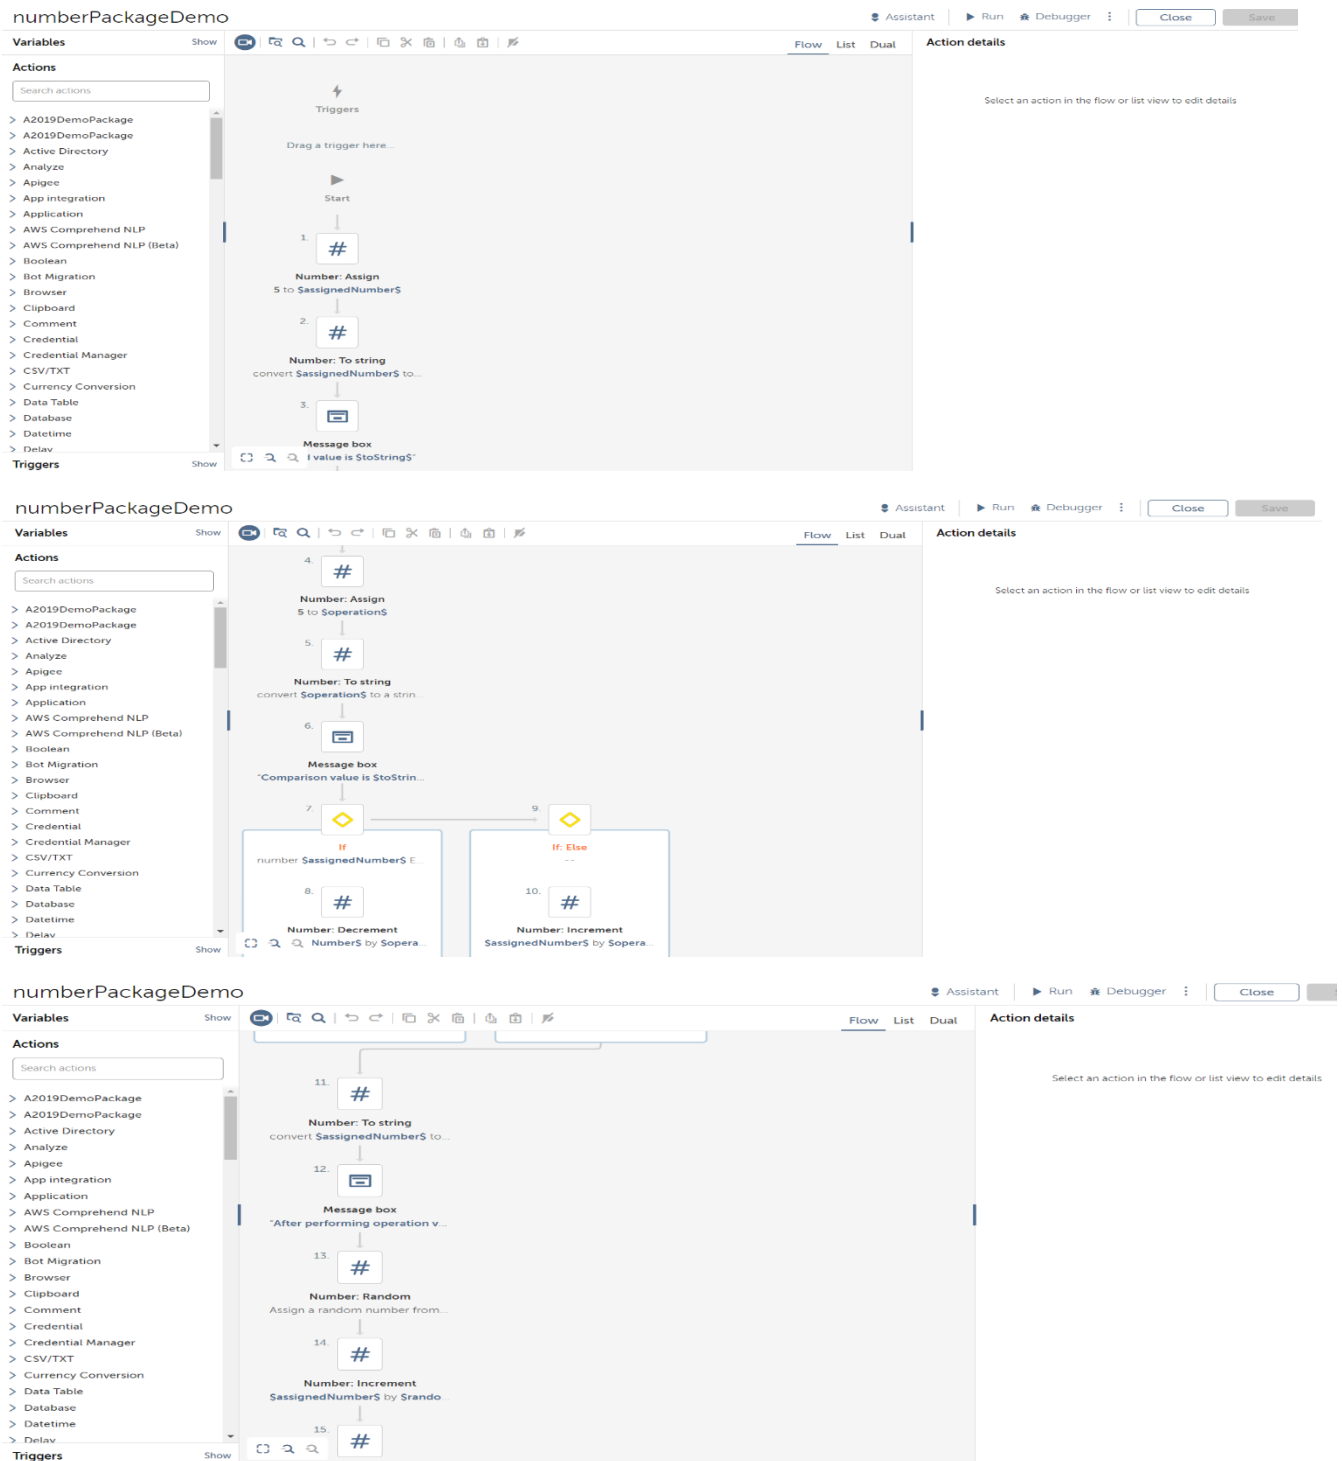 numberPackageDemo
Assistant Run Debugger Close Save
Variables Show
Flow List Dual
Action details
Actions
Search actions
Select an action in the flow or list view to edit details
A2019DemoPackage
A2019DemoPackage
Active Directory
Analyze
Apigee
App integration
Application
AWS Comprehend NLP
AWS Comprehend NLP (Beta)
Boolean
Bot Migration
Browser
Clipboard
Comment
Credential
Credential Manager
CSV/TXT
Currency Conversion
Data Table
Database
Datetime
Delay
Triggers Show
Triggers
Drag a trigger here...
Start
1.
Number: Assign
5 to $assignedNumber$
2.
Number: To string
convert $assignedNumber$ to...
3.
Message box
value is $toString$"
numberPackageDemo
Assistant Run Debugger Close Save
Variables Show
Flow List Dual
Action details
Actions
Search actions
Select an action in the flow or list view to edit details
A2019DemoPackage
A2019DemoPackage
Active Directory
Analyze
Apigee
App integration
Application
AWS Comprehend NLP
AWS Comprehend NLP (Beta)
Boolean
Bot Migration
Browser
Clipboard
Comment
Credential
Credential Manager
CSV/TXT
Currency Conversion
Data Table
Database
Datetime
Delay
Triggers Show
4.
Number: Assign
5 to $operation$
5.
Number: To string
convert $operation$ to a strin...
6.
Message box
"Comparison value is $toStrin...
7.
If
number $assignedNumber$ E...
8.
Number: Decrement
Number$ by $opera...
9.
If: Else
--
10.
Number: Increment
$assignedNumber$ by $opera...
numberPackageDemo
Assistant Run Debugger Close
Variables Show
Flow List Dual
Action details
Actions
Search actions
Select an action in the flow or list view to edit details
A2019DemoPackage
A2019DemoPackage
Active Directory
Analyze
Apigee
App integration
Application
AWS Comprehend NLP
AWS Comprehend NLP (Beta)
Boolean
Bot Migration
Browser
Clipboard
Comment
Credential
Credential Manager
CSV/TXT
Currency Conversion
Data Table
Database
Datetime
Delay
Triggers Show
11.
Number: To string
convert $assignedNumber$ to...
12.
Message box
"After performing operation v...
13.
Number: Random
Assign a random number from...
14.
Number: Increment
$assignedNumber$ by $rando...
15.